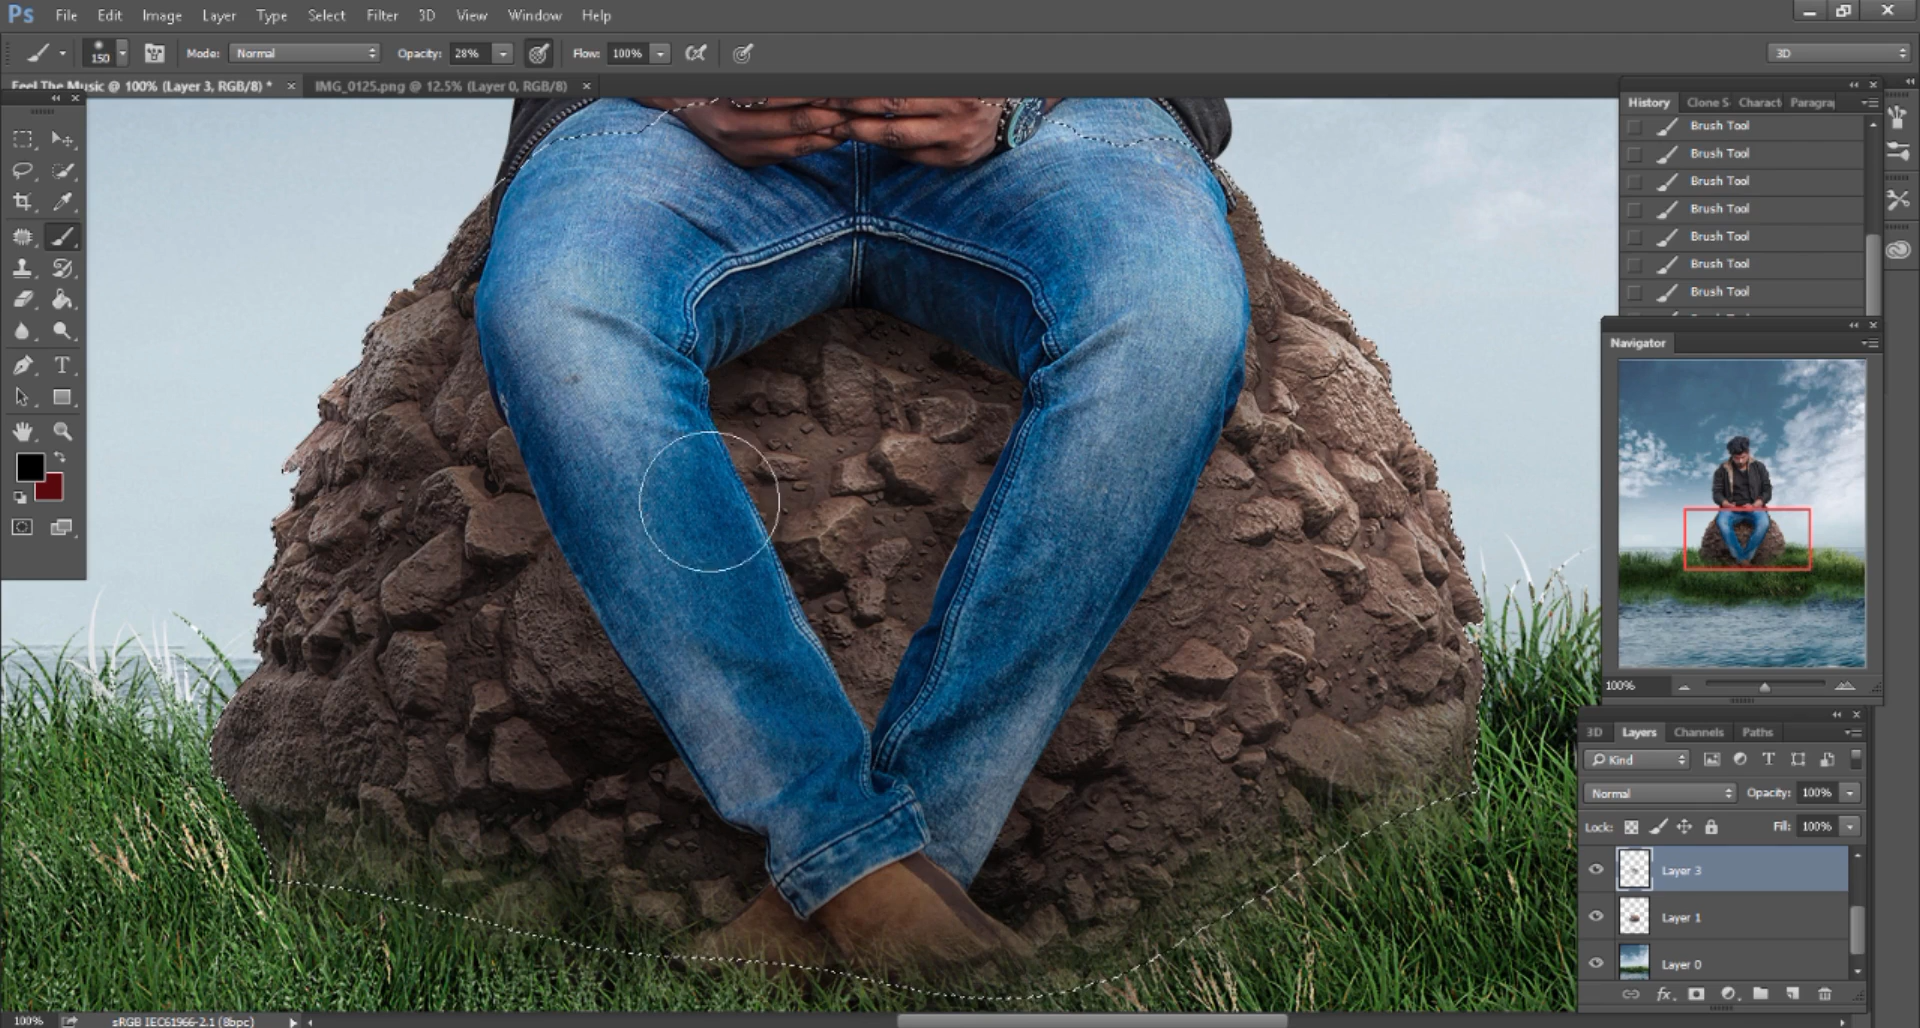 Ps File Edit Image Layer Type Select Filter 3D View Window Help
150 Mode: Normal Opacity: 28% Flow: 100% 3D
Feel The Music @ 100% (Layer 3, RGB/8) * × IMG_0125.png @ 12.5% (Layer 0, RGB/8) ×
History Clone S Charact Paragra
Brush Tool
Brush Tool
Brush Tool
Brush Tool
Brush Tool
Brush Tool
Brush Tool
Navigator
100%
3D Layers Channels Paths
Kind
Normal Opacity: 100%
Lock: Fill: 100%
Layer 3
Layer 1
Layer 0
fx
100% sRGB IEC61966-2.1 (8bpc)